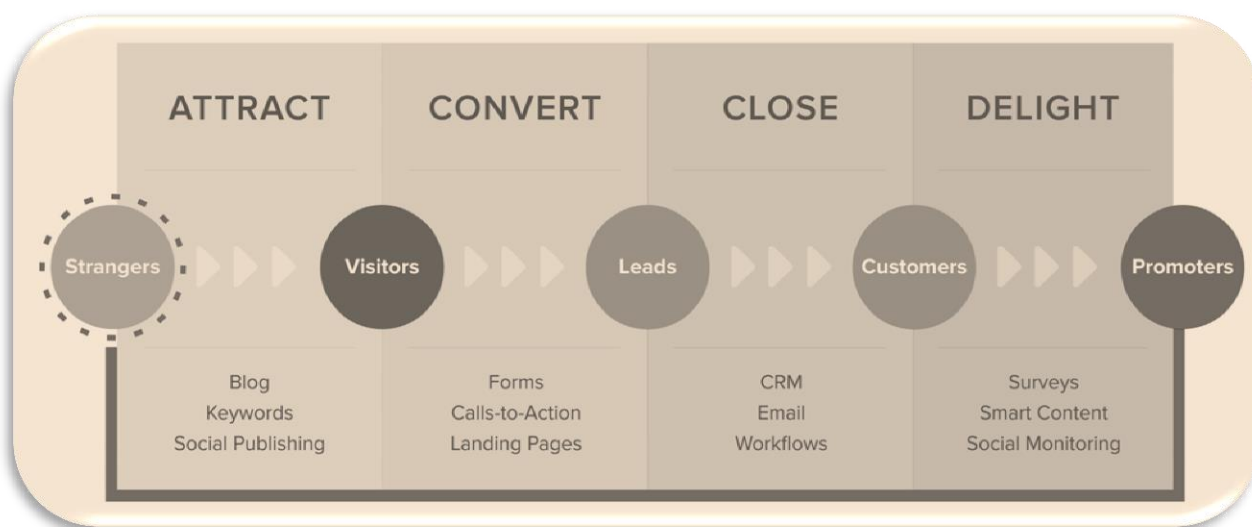 ATTRACT
CONVERT
CLOSE
DELIGHT
Strangers
Visitors
Leads
Customers
Promoters
Blog
Keywords
Social Publishing
Forms
Calls-to-Action
Landing Pages
CRM
Email
Workflows
Surveys
Smart Content
Social Monitoring